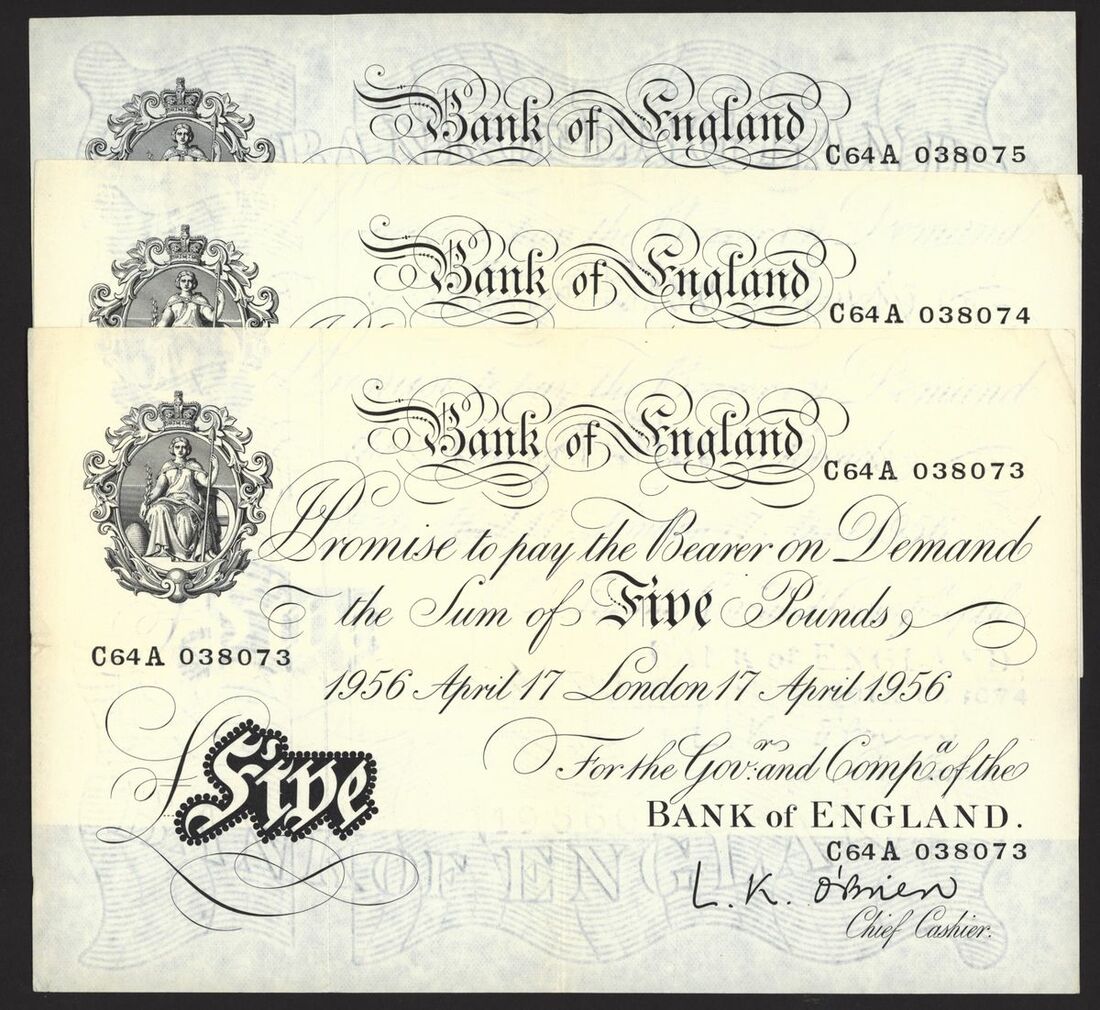 Bank of England
C64A 038075
Bank of England
C64A 038074
Bank of England
C64A 038073
I Promise to pay the Bearer on Demand
the Sum of Five Pounds
C64A 038073
1956 April 17 London 17 April 1956
£Five
For the Govr. and Compa. of the
BANK of ENGLAND.
C64A 038073
L. K. O'Brien
Chief Cashier.